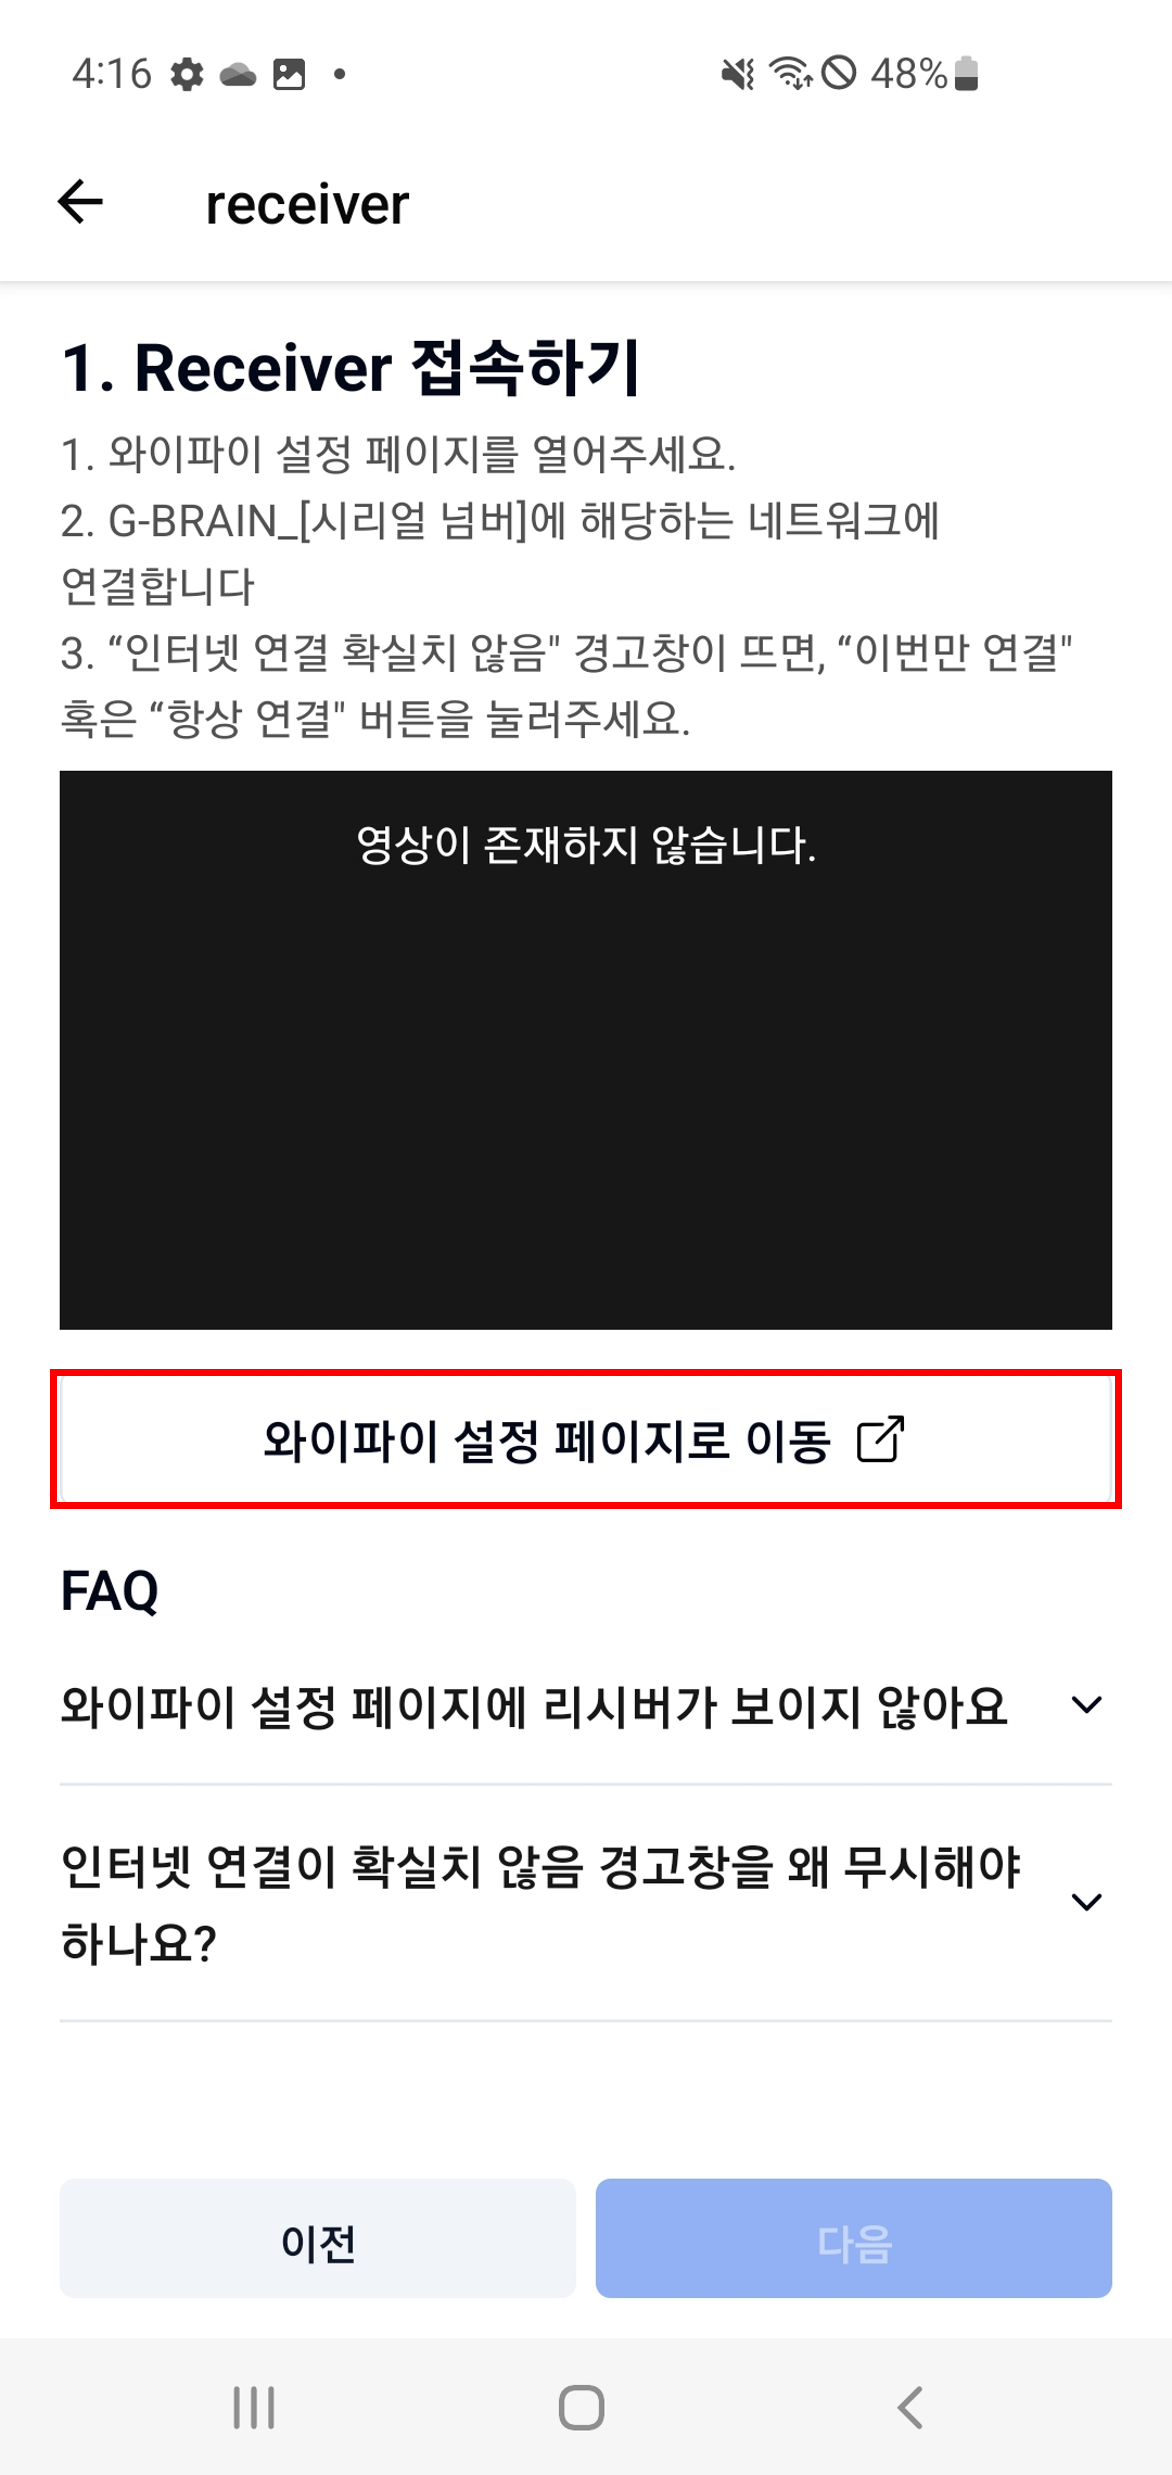 4:16
48%
receiver
1. Receiver 접속하기
1. 와이파이 설정 페이지를 열어주세요.
2. G-BRAIN_[시리얼 넘버]에 해당하는 네트워크에
연결합니다
3. “인터넷 연결 확실치 않음" 경고창이 뜨면, “이번만 연결"
혹은 “항상 연결" 버튼을 눌러주세요.
영상이 존재하지 않습니다.
와이파이 설정 페이지로 이동
FAQ
와이파이 설정 페이지에 리시버가 보이지 않아요
인터넷 연결이 확실치 않음 경고창을 왜 무시해야
하나요?
이전
다음